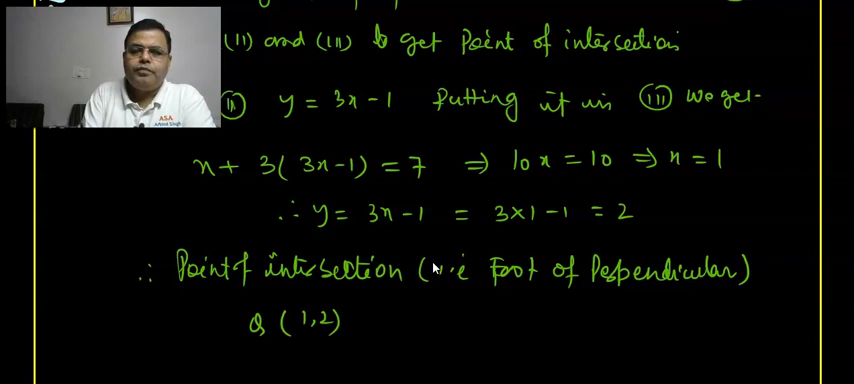 (II) and (III) to get Point of intersection
ASA
Arvind Singh
(II) y = 3x - 1 Putting it in (III) we get-
x + 3(3x-1) = 7 ⇒ 10x = 10 ⇒ x = 1
∴ y = 3x-1 = 3×1-1 = 2
∴ Point of intersection (i.e Foot of Perpendicular)
Q (1,2)